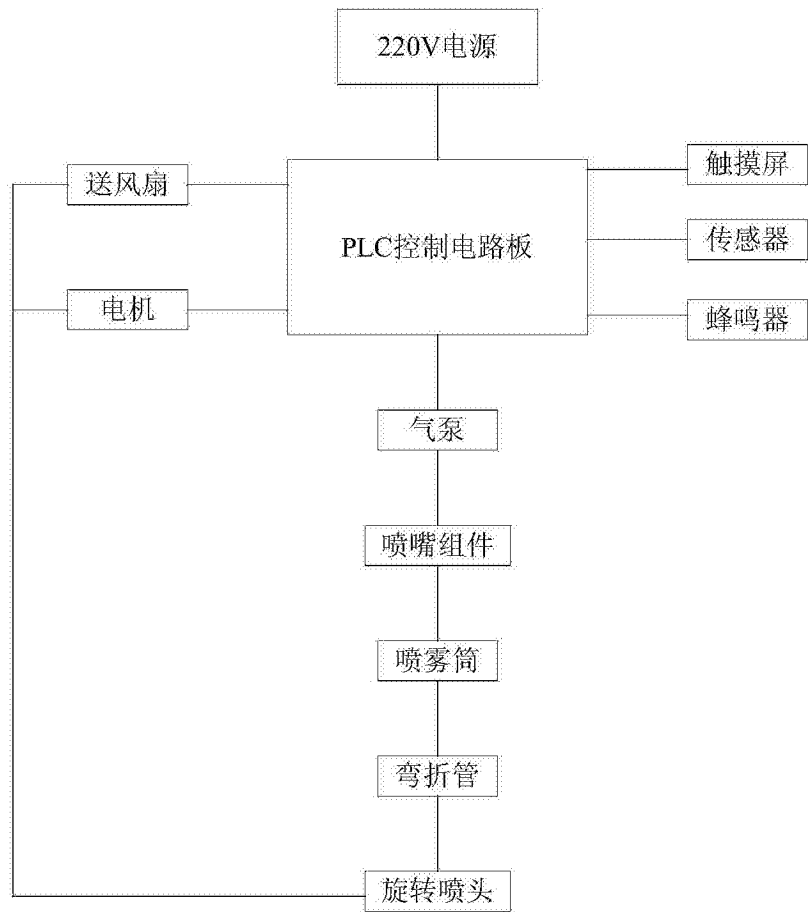 220V电源
送风扇
触摸屏
PLC控制电路板
传感器
电机
蜂鸣器
气泵
喷嘴组件
喷雾筒
弯折管
旋转喷头